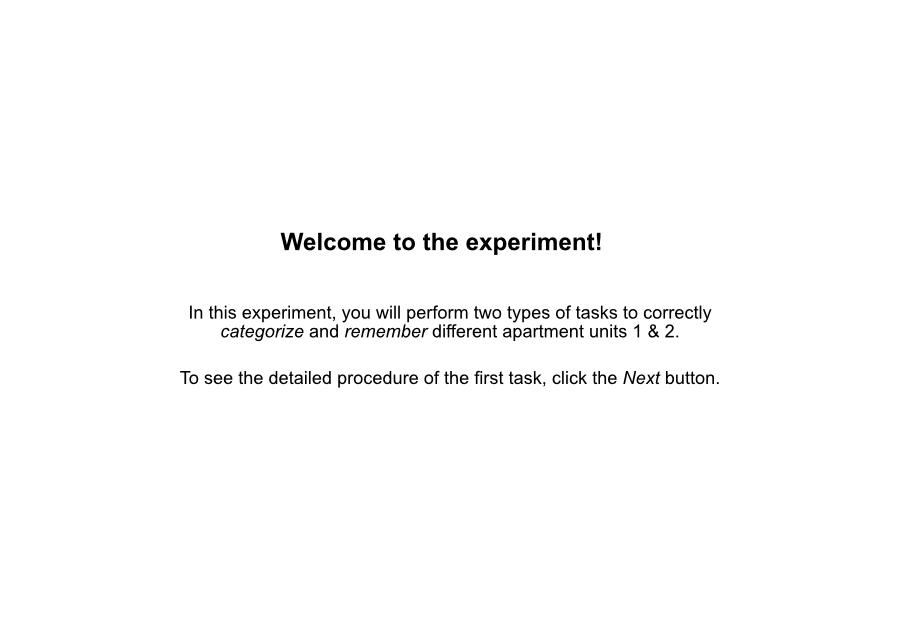 Welcome to the experiment!
In this experiment, you will perform two types of tasks to correctly
categorize and remember different apartment units 1 & 2.
To see the detailed procedure of the first task, click the Next button.